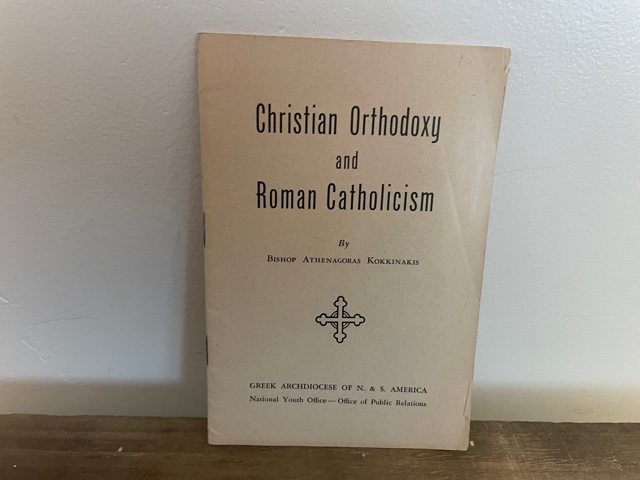 Christian Orthodoxy
and
Roman Catholicism
By
Bishop Athenagoras Kokkinakis
GREEK ARCHDIOCESE OF N. & S. AMERICA
National Youth Office — Office of Public Relations